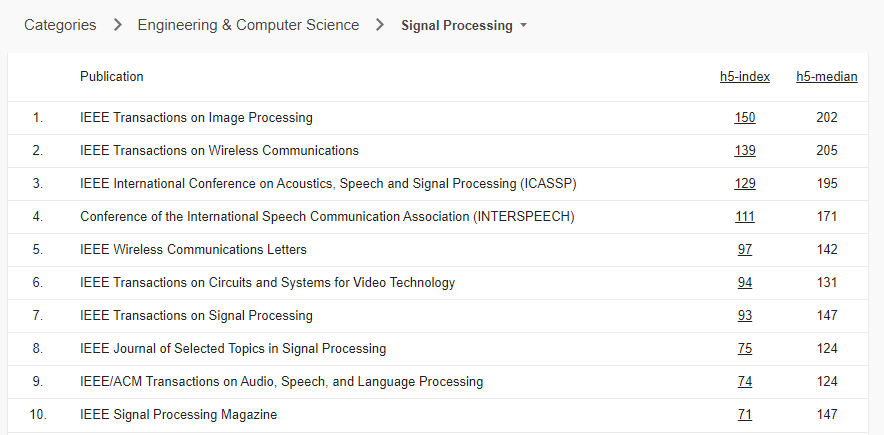 Categories > Engineering & Computer Science > Signal Processing
Publication h5-index h5-median
1. IEEE Transactions on Image Processing 150 202
2. IEEE Transactions on Wireless Communications 139 205
3. IEEE International Conference on Acoustics, Speech and Signal Processing (ICASSP) 129 195
4. Conference of the International Speech Communication Association (INTERSPEECH) 111 171
5. IEEE Wireless Communications Letters 97 142
6. IEEE Transactions on Circuits and Systems for Video Technology 94 131
7. IEEE Transactions on Signal Processing 93 147
8. IEEE Journal of Selected Topics in Signal Processing 75 124
9. IEEE/ACM Transactions on Audio, Speech, and Language Processing 74 124
10. IEEE Signal Processing Magazine 71 147